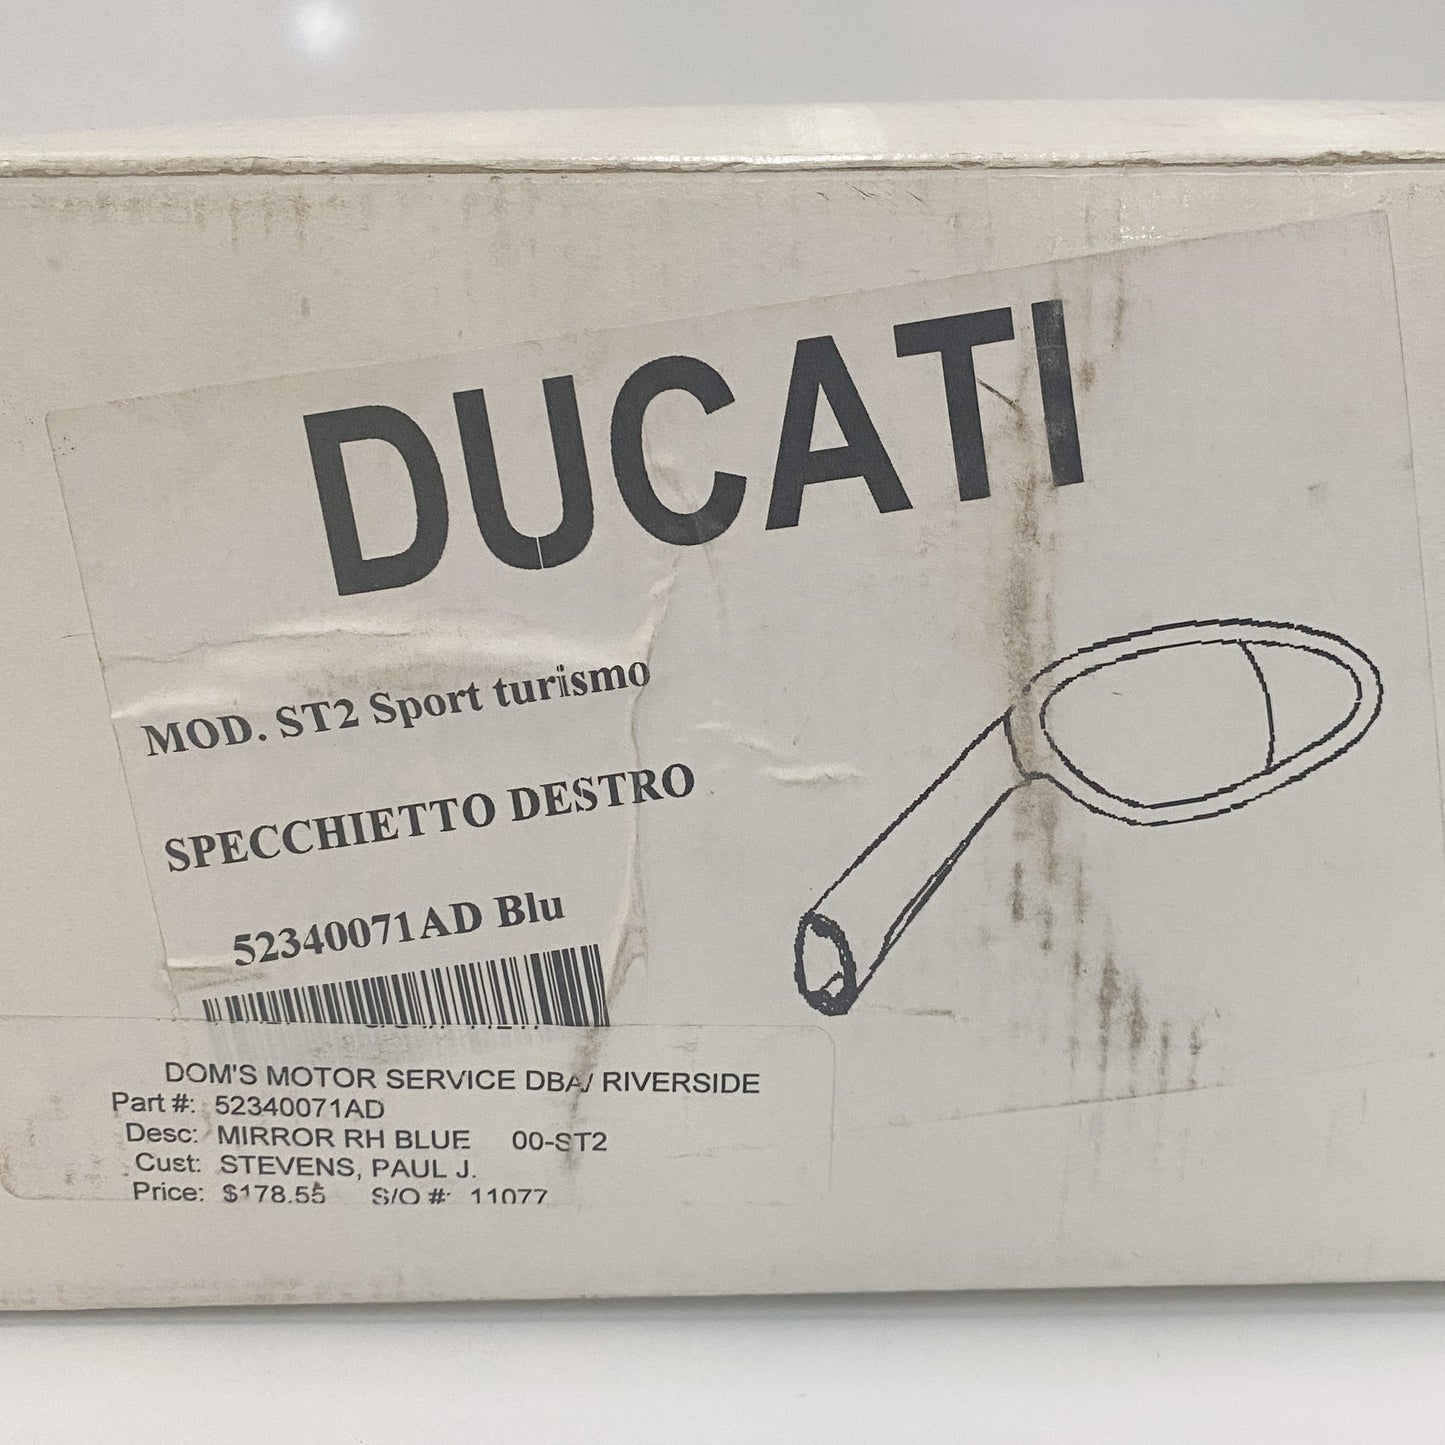 DUCATI
MOD. ST2 Sport turismo
SPECCHIETTO DESTRO
52340071AD Blu
DOM'S MOTOR SERVICE DBA/ RIVERSIDE
Part #: 52340071AD
Desc: MIRROR RH BLUE 00-ST2
Cust: STEVENS, PAUL J.
Price: $178.55 S/O #: 11077